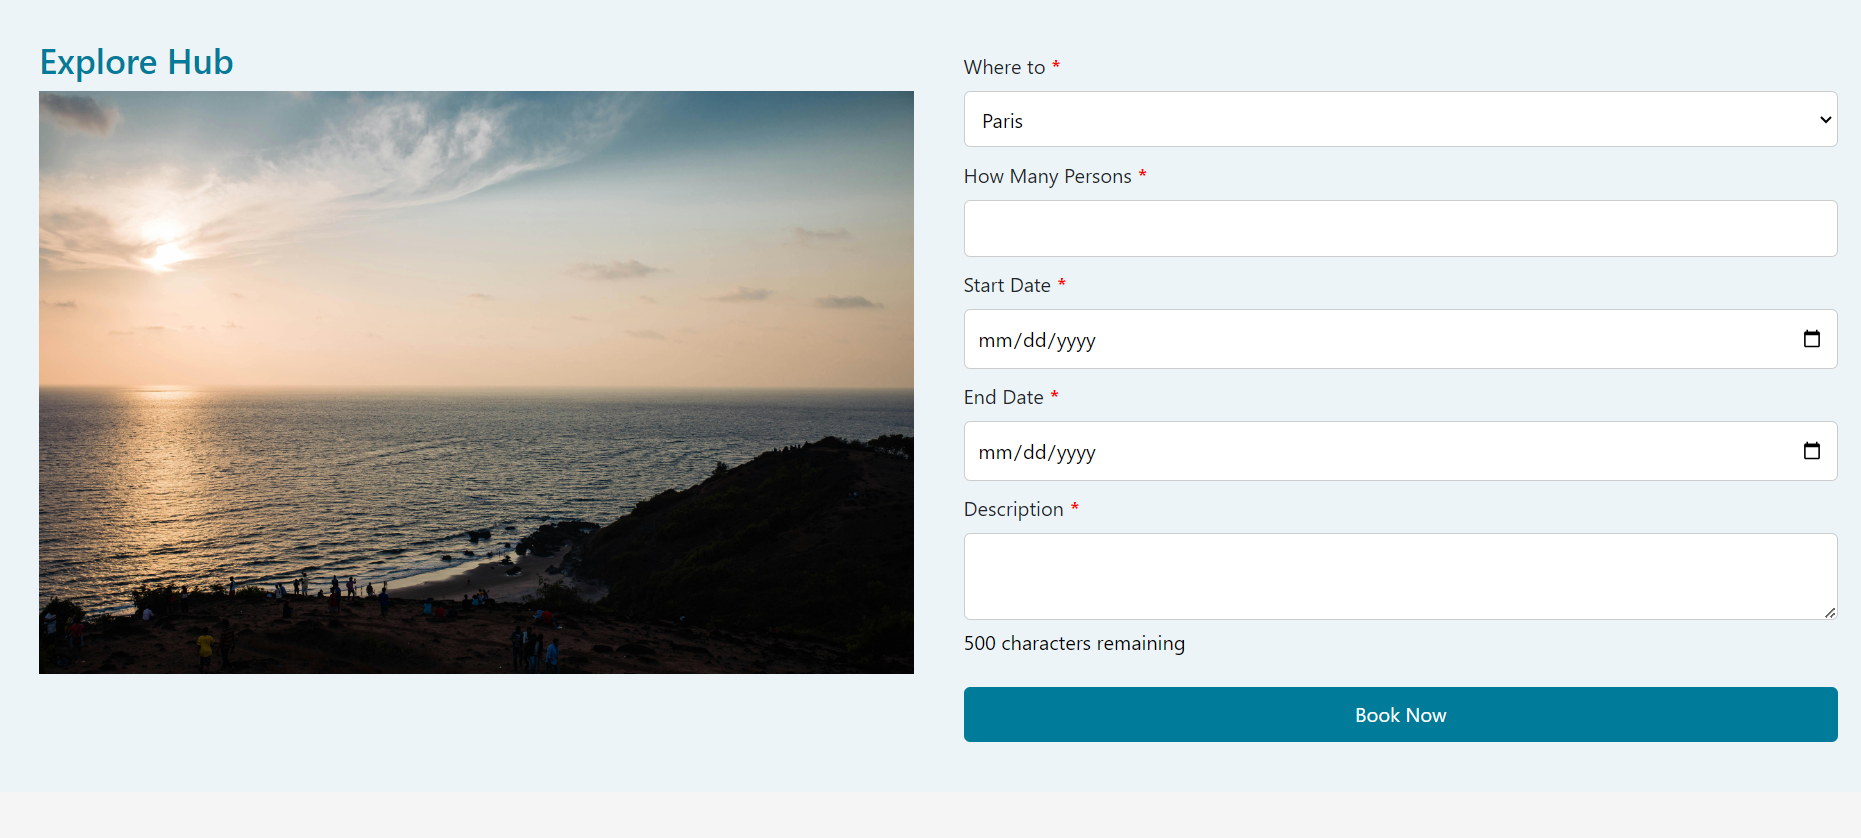 Explore Hub
Where to *
Paris
How Many Persons *
Start Date *
mm/dd/yyyy
End Date *
mm/dd/yyyy
Description *
500 characters remaining
Book Now